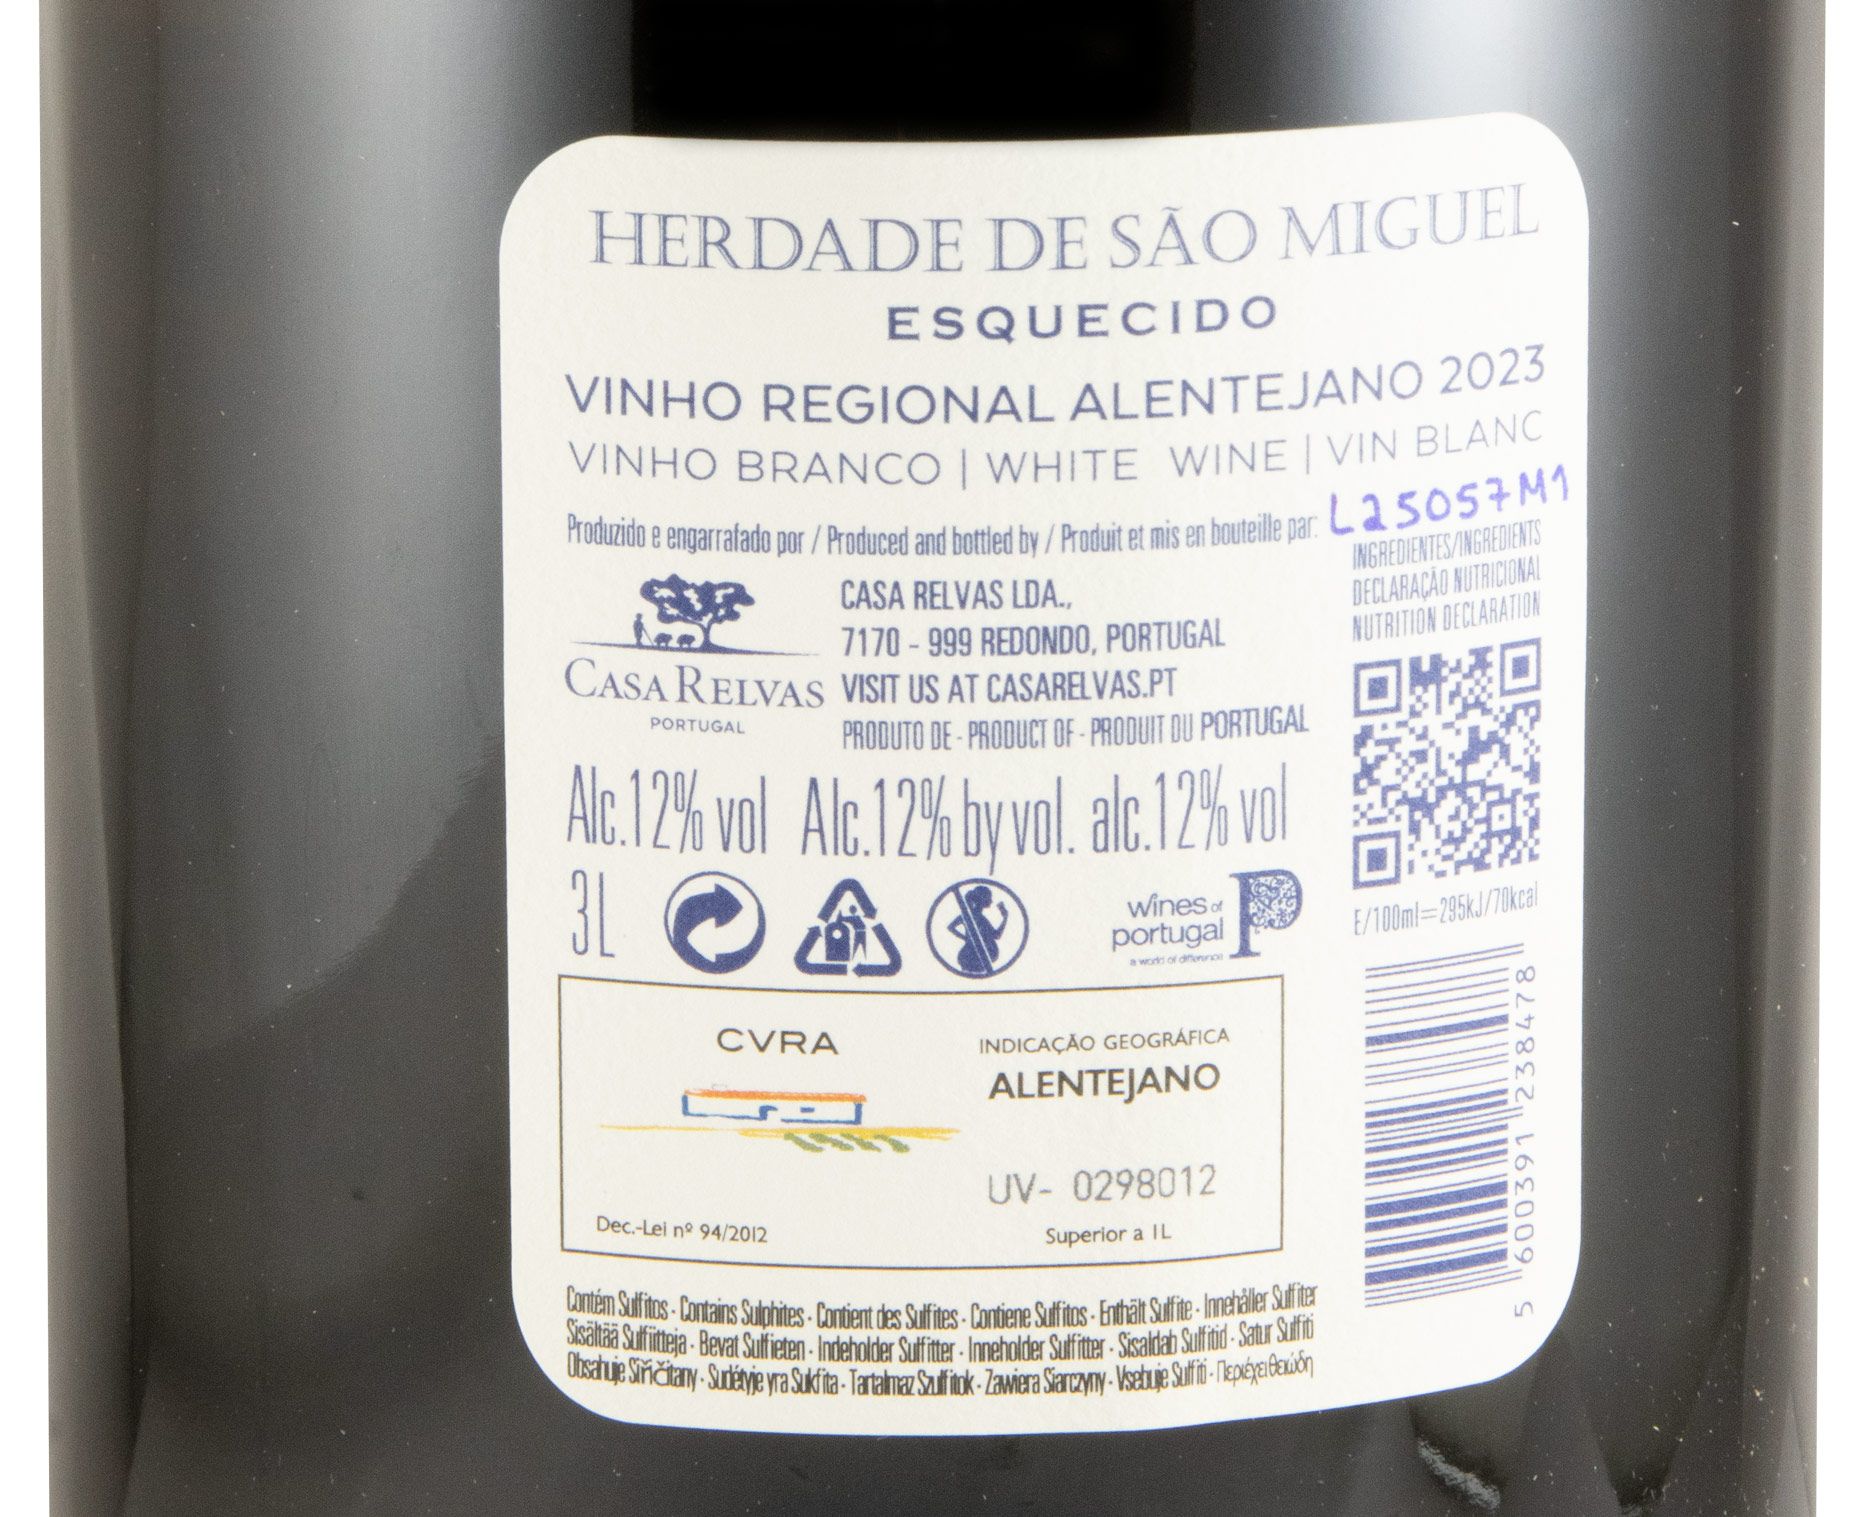 HERDADE DE SÃO MIGUEL
ESQUECIDO
VINHO REGIONAL ALENTEJANO 2023
VINHO BRANCO | WHITE WINE | VIN BLANC
Produzido e engarrafado por / Produced and bottled by / Produit et mis en bouteille par:
L25057M1
CASA RELVAS
PORTUGAL
CASA RELVAS LDA.,
7170 - 999 REDONDO, PORTUGAL
VISIT US AT CASARELVAS.PT
PRODUTO DE - PRODUCT OF - PRODUIT DU PORTUGAL
INGREDIENTES/INGREDIENTS
DECLARAÇÃO NUTRICIONAL
NUTRITION DECLARATION
Alc.12% vol Alc.12% by vol. alc.12% vol
3L
wines of
portugal
a world of difference
P
E/100ml=295kJ/70kcal
CVRA
INDICAÇÃO GEOGRÁFICA
ALENTEJANO
UV- 0298012
Dec.-Lei nº 94/2012
Superior a 1L
5 600391 238478
Contém Sulfitos · Contains Sulphites · Contient des Sulfites · Contiene Sulfitos · Enthält Sulfite · Innehåller Sulfiter
Sisältää Sulfiitteja · Bevat Sulfieten · Indeholder Sulfitter · Inneholder Sulfitter · Sisaldab Sulfitid · Satur Sulfiti
Obsahuje Siřičitany · Sudėtyje yra Sukfita · Tartalmaz Szulfitok · Zawiera Siarczyny · Vsebuje Sulfiti · Περιέχει θειώδη